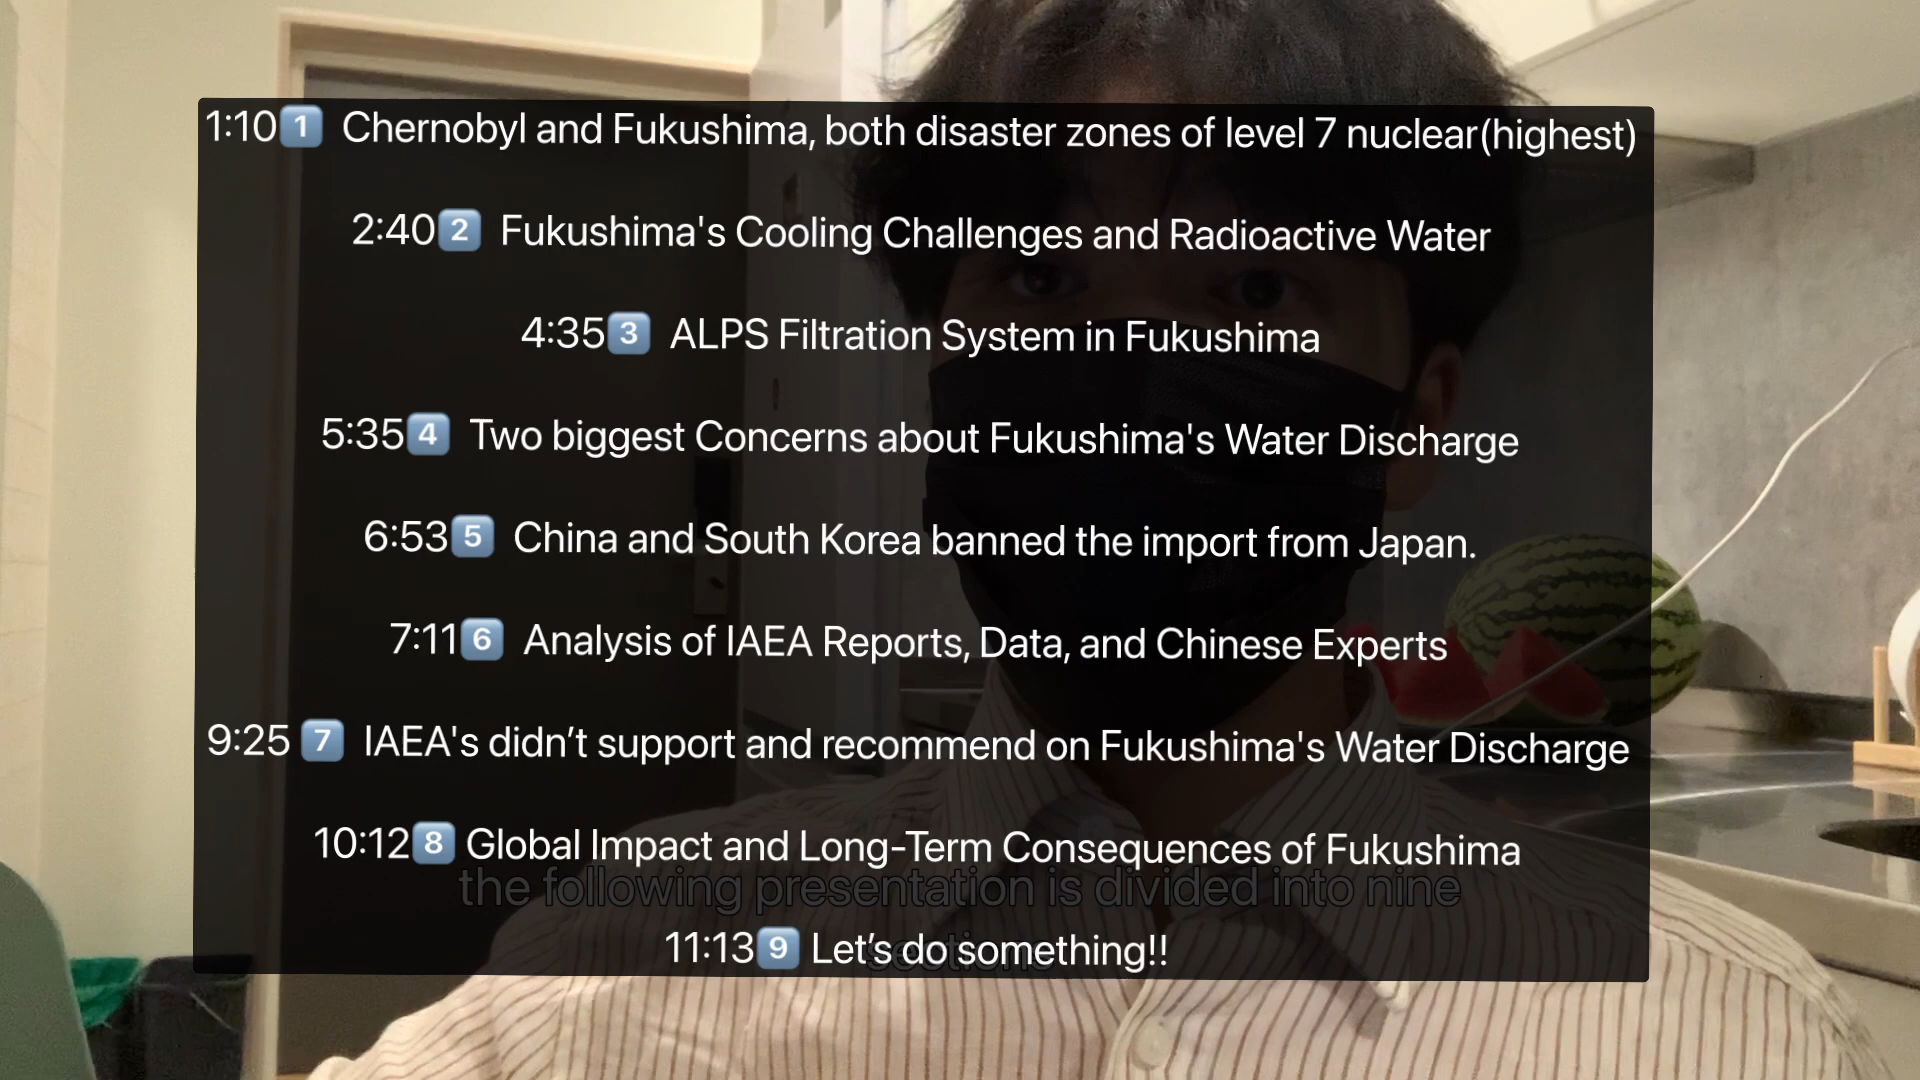 1:10 1 Chernobyl and Fukushima, both disaster zones of level 7 nuclear(highest)
2:40 2 Fukushima's Cooling Challenges and Radioactive Water
4:35 3 ALPS Filtration System in Fukushima
5:35 4 Two biggest Concerns about Fukushima's Water Discharge
6:53 5 China and South Korea banned the import from Japan.
7:11 6 Analysis of IAEA Reports, Data, and Chinese Experts
9:25 7 IAEA's didn’t support and recommend on Fukushima's Water Discharge
10:12 8 Global Impact and Long-Term Consequences of Fukushima
the following presentation is divided into nine
11:13 9 Let’s do something!!